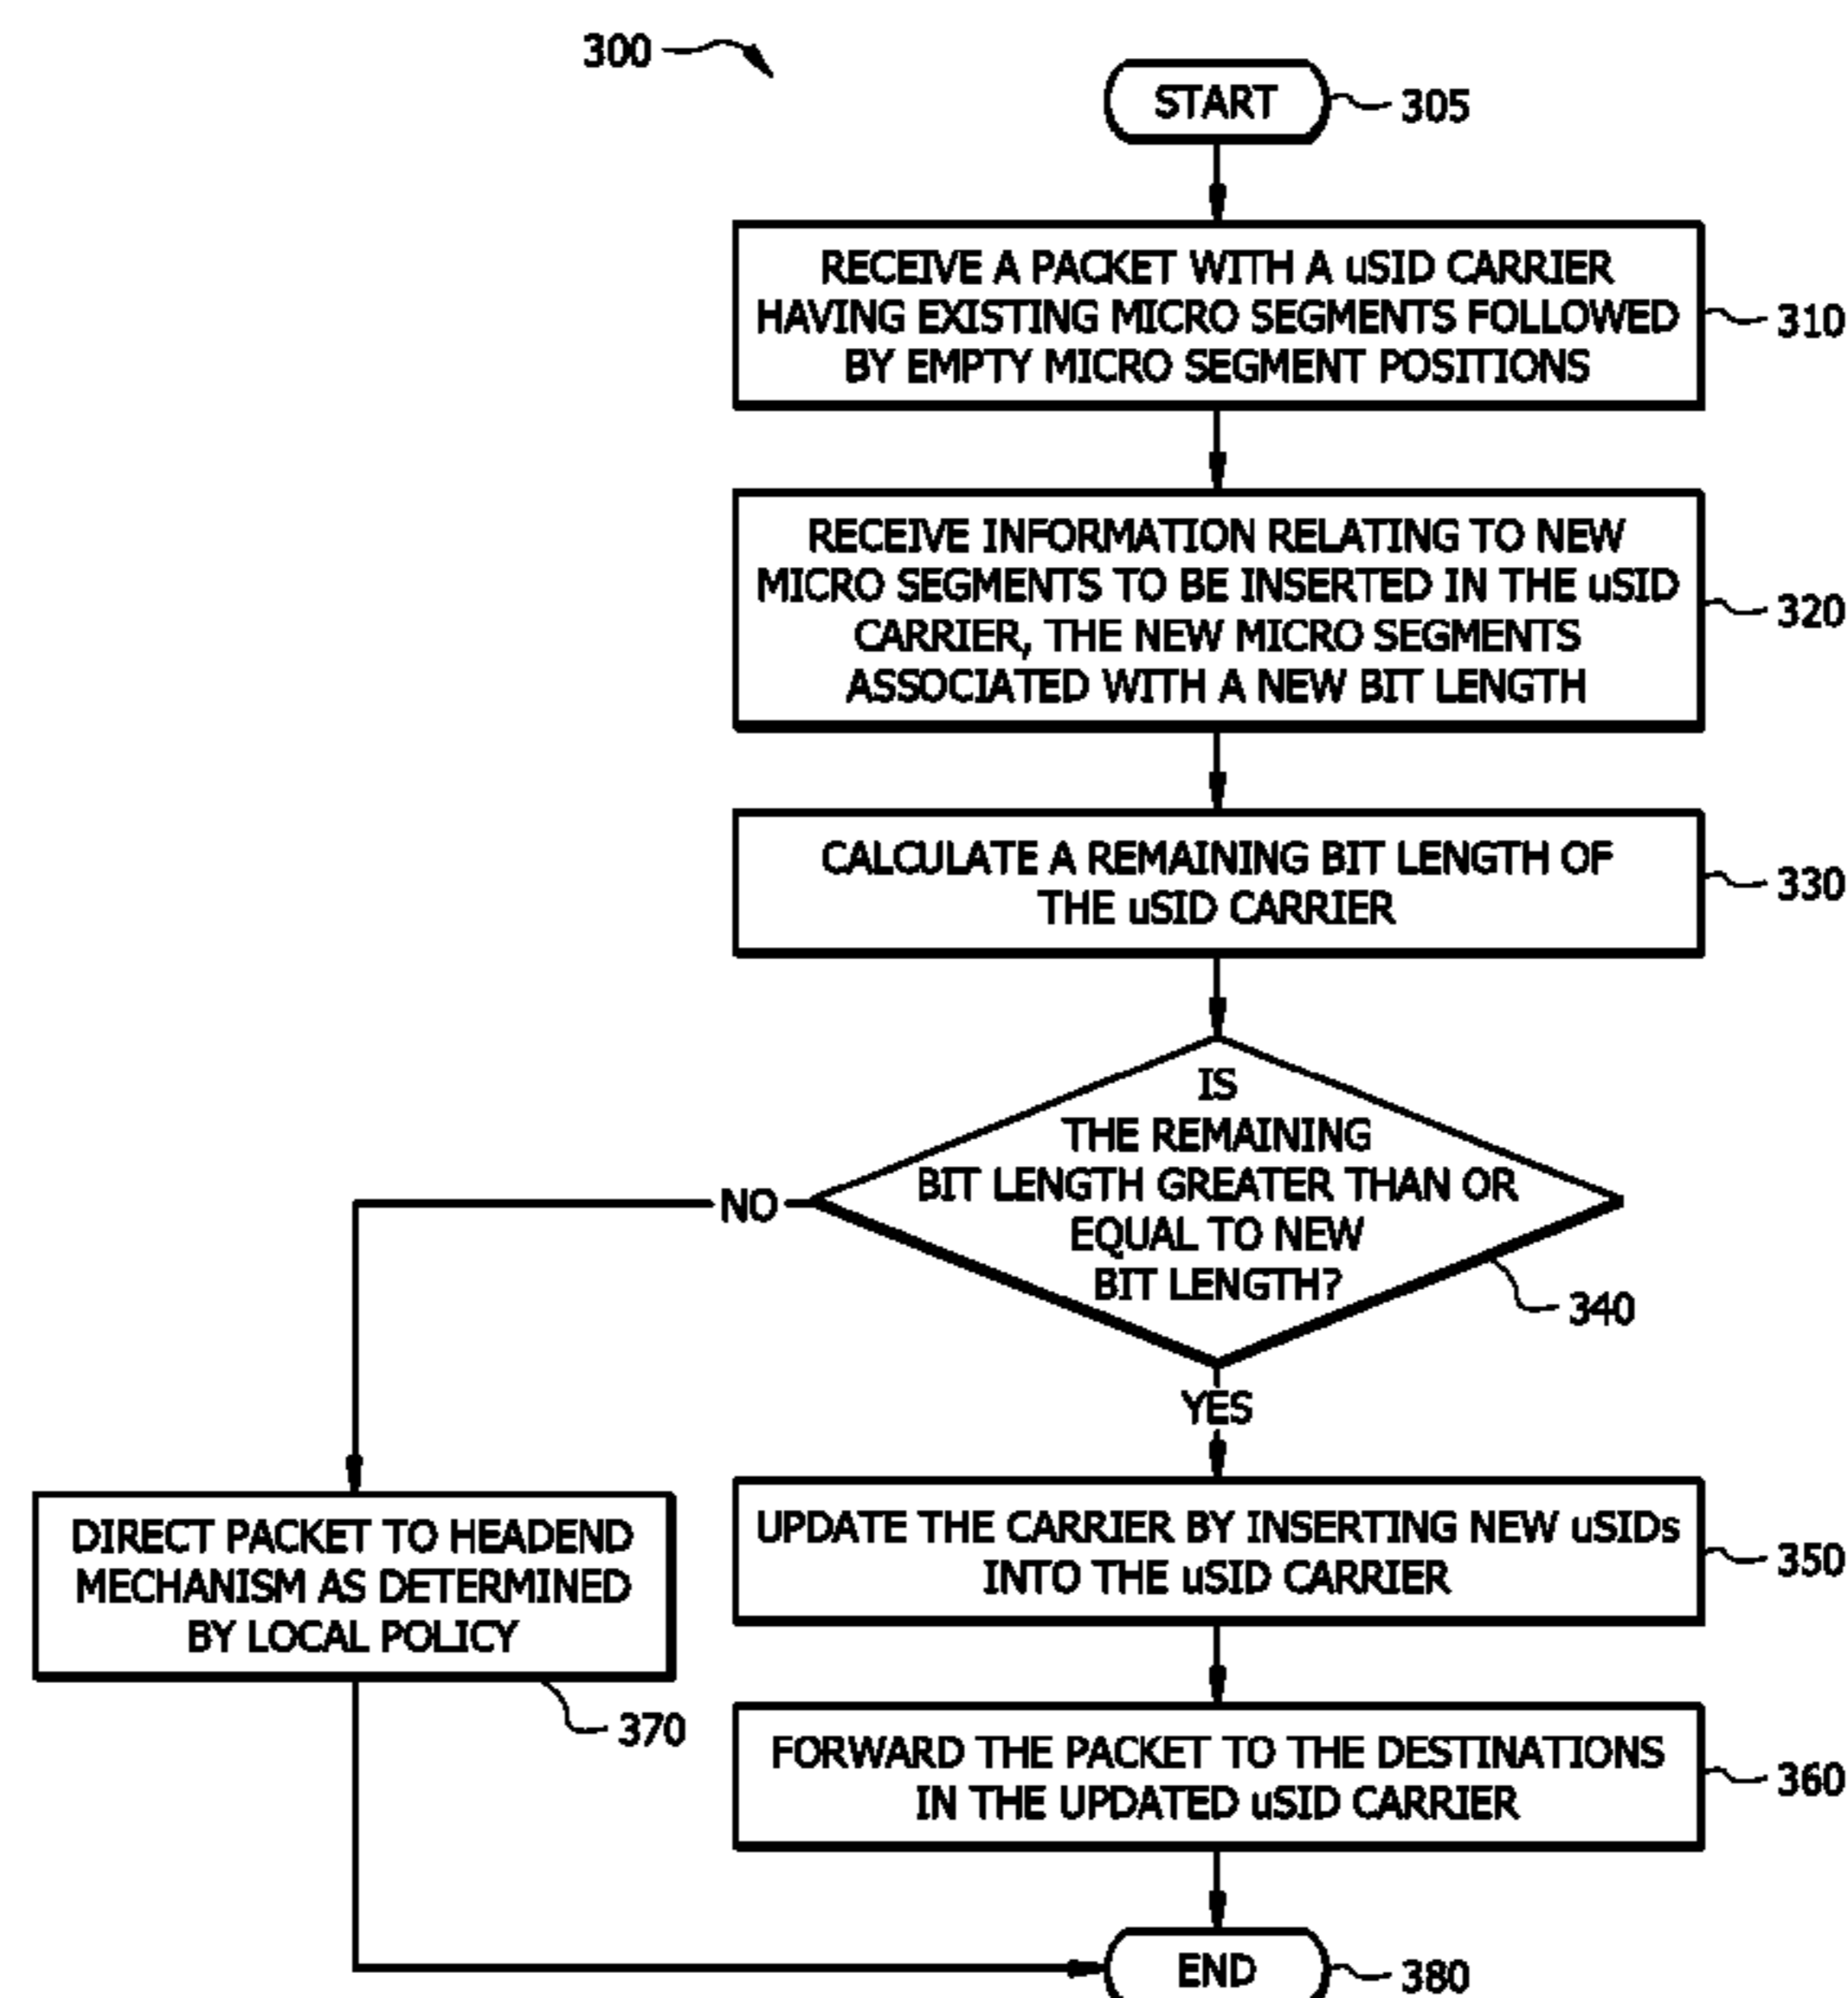 300
START
305
RECEIVE A PACKET WITH A uSID CARRIER
HAVING EXISTING MICRO SEGMENTS FOLLOWED
BY EMPTY MICRO SEGMENT POSITIONS
310
RECEIVE INFORMATION RELATING TO NEW
MICRO SEGMENTS TO BE INSERTED IN THE uSID
CARRIER, THE NEW MICRO SEGMENTS
ASSOCIATED WITH A NEW BIT LENGTH
320
CALCULATE A REMAINING BIT LENGTH OF
THE uSID CARRIER
330
IS
THE REMAINING
BIT LENGTH GREATER THAN OR
EQUAL TO NEW
BIT LENGTH?
340
NO
YES
UPDATE THE CARRIER BY INSERTING NEW uSIDs
INTO THE uSID CARRIER
350
DIRECT PACKET TO HEADEND
MECHANISM AS DETERMINED
BY LOCAL POLICY
370
FORWARD THE PACKET TO THE DESTINATIONS
IN THE UPDATED uSID CARRIER
360
END
380